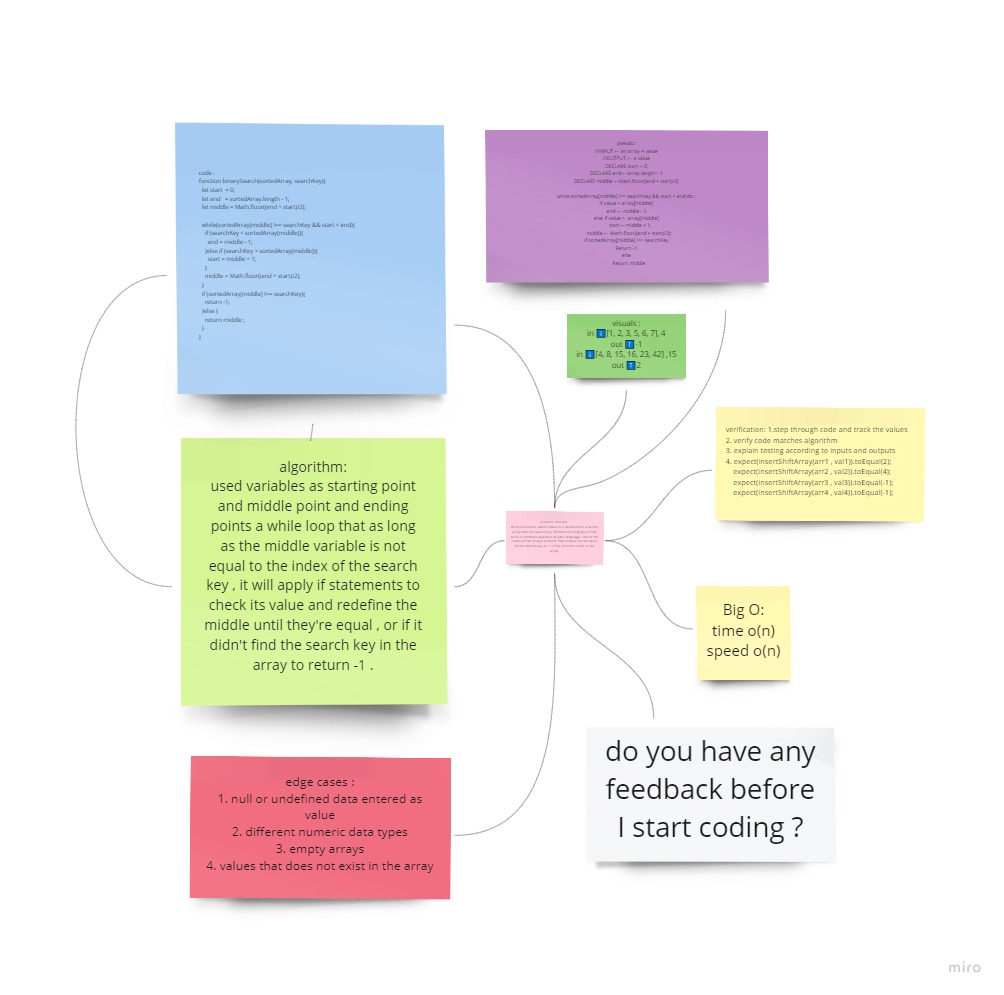 code :
function binarySearch(sortedArray, searchKey){
let start = 0;
let end = sortedArray.length - 1;
let middle = Math.floor((end + start)/2);
while(sortedArray[middle] !== searchKey && start < end){
if (searchKey < sortedArray[middle]){
end = middle - 1;
}else if (searchKey > sortedArray[middle]){
start = middle + 1;
}
middle = Math.floor((end + start)/2);
}
if (sortedArray[middle] !== searchKey){
return -1;
}else {
return middle ;
}
}
pseudo:
//INPUT <-- an array + value
//OUTPUT <-- a value
DECLARE start <--0
DECLARE end <-- array.length - 1
DECLARE middle <--Math.floor((end + start)/2)
while sortedArray[middle] !== searchKey && start < end do :
if value < array[middle]
end <-- middle - 1.
else if value > array[middle]
start <-- middle + 1.
middle <-- Math.floor((end + start)/2);
if sortedArray[middle] !== searchKey
Return -1
else
Return middle
visuals :
in ⬇[1, 2, 3, 5, 6, 7], 4
out ⬆-1
in ⬇[4, 8, 15, 16, 23, 42] ,15
out ⬆2
verification: 1.step through code and track the values
2. verify code matches algorithm
3. explain testing according to inputs and outputs
4. expect(insertShiftArray(arr1 , val1)).toEqual(2);
expect(insertShiftArray(arr2 , val2)).toEqual(4);
expect(insertShiftArray(arr3 , val3)).toEqual(-1);
expect(insertShiftArray(arr4 , val4)).toEqual(-1);
algorithm:
used variables as starting point
and middle point and ending
points a while loop that as long
as the middle variable is not
equal to the index of the search
key , it will apply if statements to
check its value and redefine the
middle until they're equal , or if it
didn't find the search key in the
array to return -1 .
Big O:
time o(n)
speed o(n)
do you have any
feedback before
I start coding ?
edge cases :
1. null or undefined data entered as
value
2. different numeric data types
3. empty arrays
4. values that does not exist in the array
miro